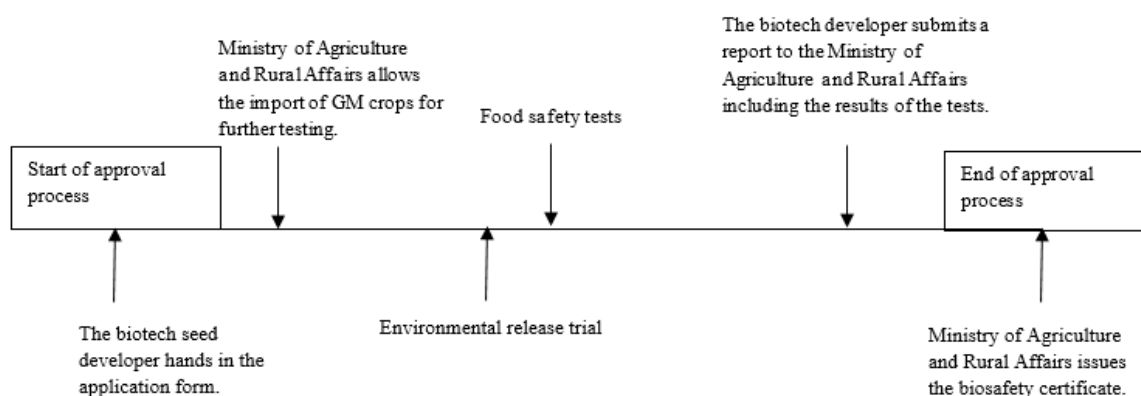 Ministry of Agriculture
and Rural Affairs allows
the import of GM crops for
further testing.
Food safety tests
The biotech developer submits a
report to the Ministry of
Agriculture and Rural Affairs
including the results of the tests.
Start of approval
process
End of approval
process
The biotech seed
developer hands in the
application form.
Environmental release trial
Ministry of Agriculture
and Rural Affairs issues
the biosafety certificate.